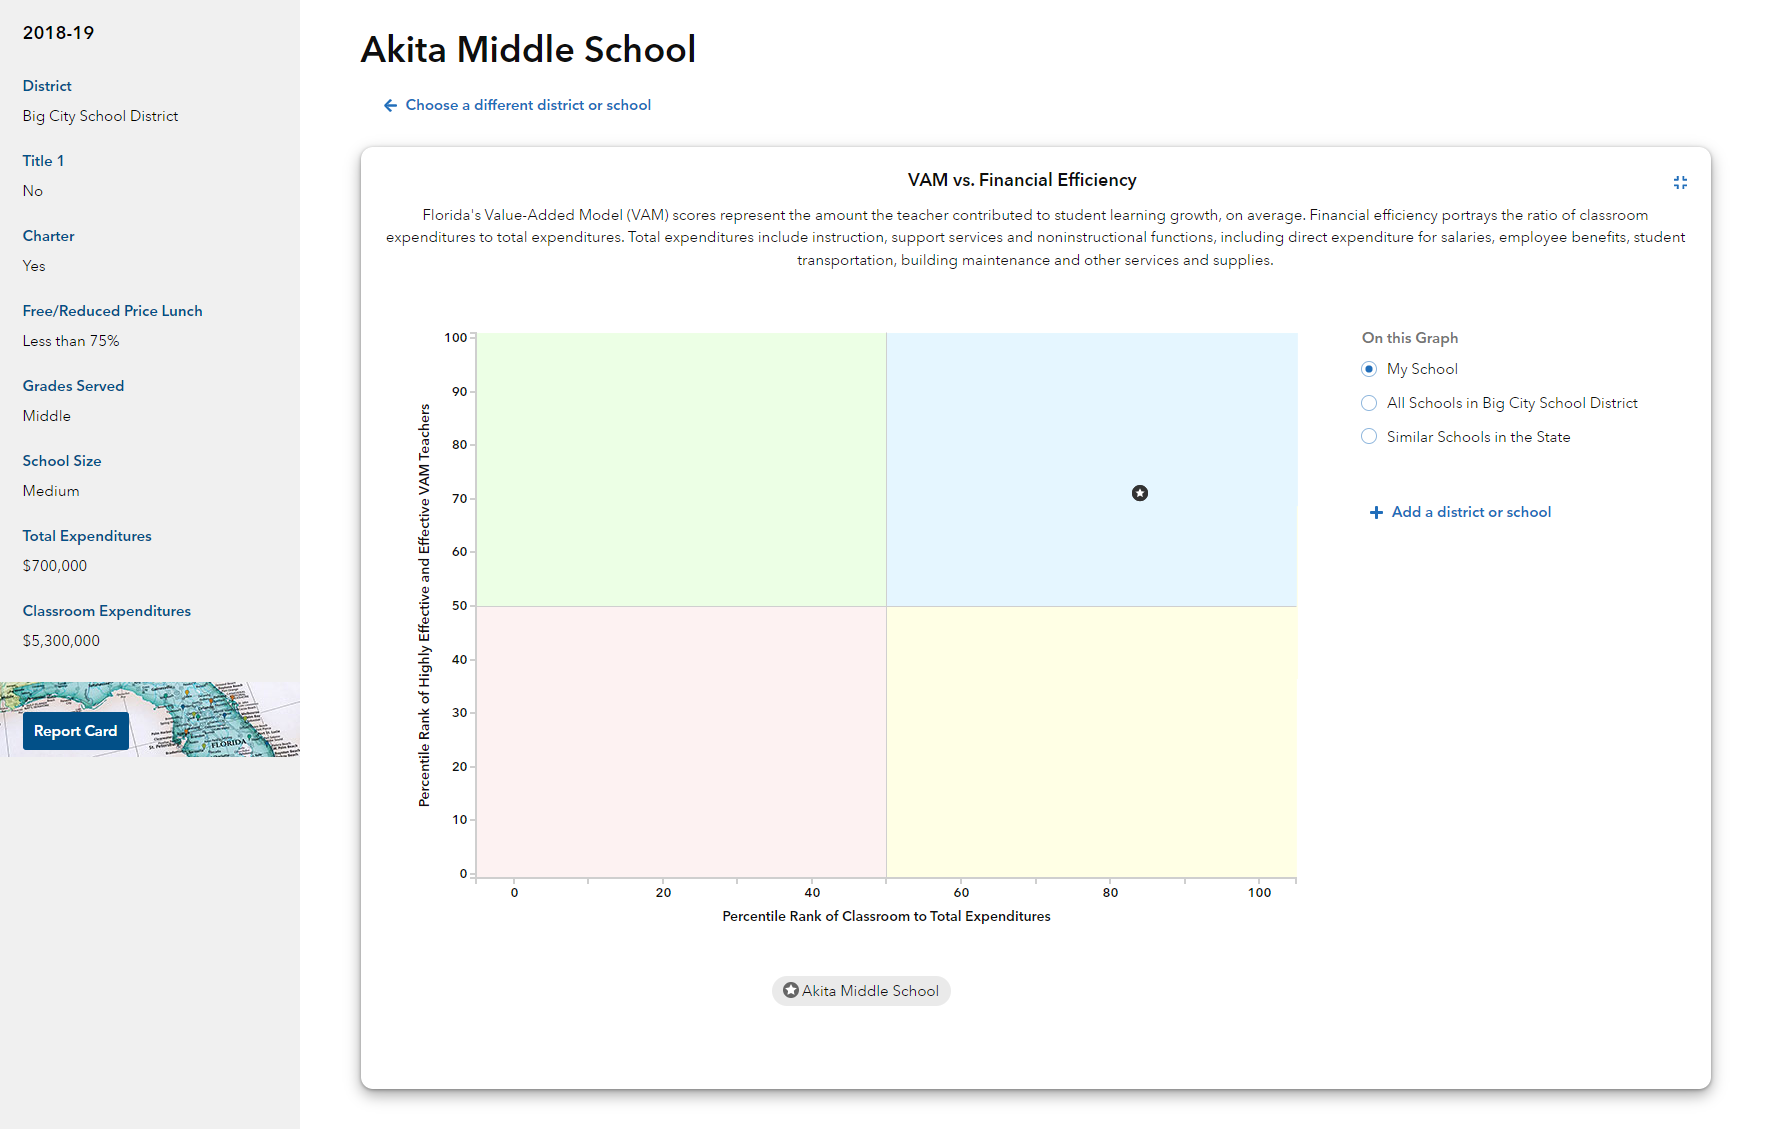 2018-19
District
Big City School District
Title 1
No
Charter
Yes
Free/Reduced Price Lunch
Less than 75%
Grades Served
Middle
School Size
Medium
Total Expenditures
$700,000
Classroom Expenditures
$5,300,000
Report Card
FLORIDA
Akita Middle School
Choose a different district or school
VAM vs. Financial Efficiency
Florida's Value-Added Model (VAM) scores represent the amount the teacher contributed to student learning growth, on average. Financial efficiency portrays the ratio of classroom
expenditures to total expenditures. Total expenditures include instruction, support services and noninstructional functions, including direct expenditure for salaries, employee benefits, student
transportation, building maintenance and other services and supplies.
Percentile Rank of Highly Effective and Effective VAM Teachers
100
90
80
70
60
50
40
30
20
10
0
0 20 40 60 80 100
Percentile Rank of Classroom to Total Expenditures
Akita Middle School
On this Graph
My School
All Schools in Big City School District
Similar Schools in the State
Add a district or school